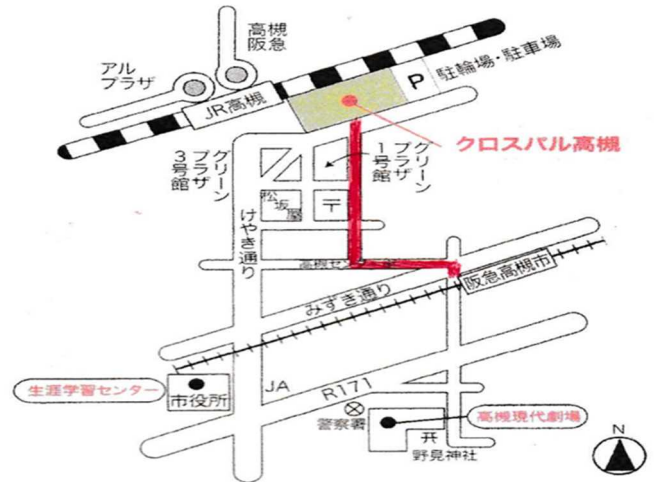 高槻
阪急
アル
プラザ
JR高槻
P
駐輪場・駐車場
クロスパル高槻
グリーン
プラザ
3号館
グリーン
プラザ
1号館
松坂屋
〒
けやき通り
高槻セン
阪急高槻市
みずき通り
生涯学習センター
市役所
JA
R171
警察署
高槻現代劇場
野見神社
N